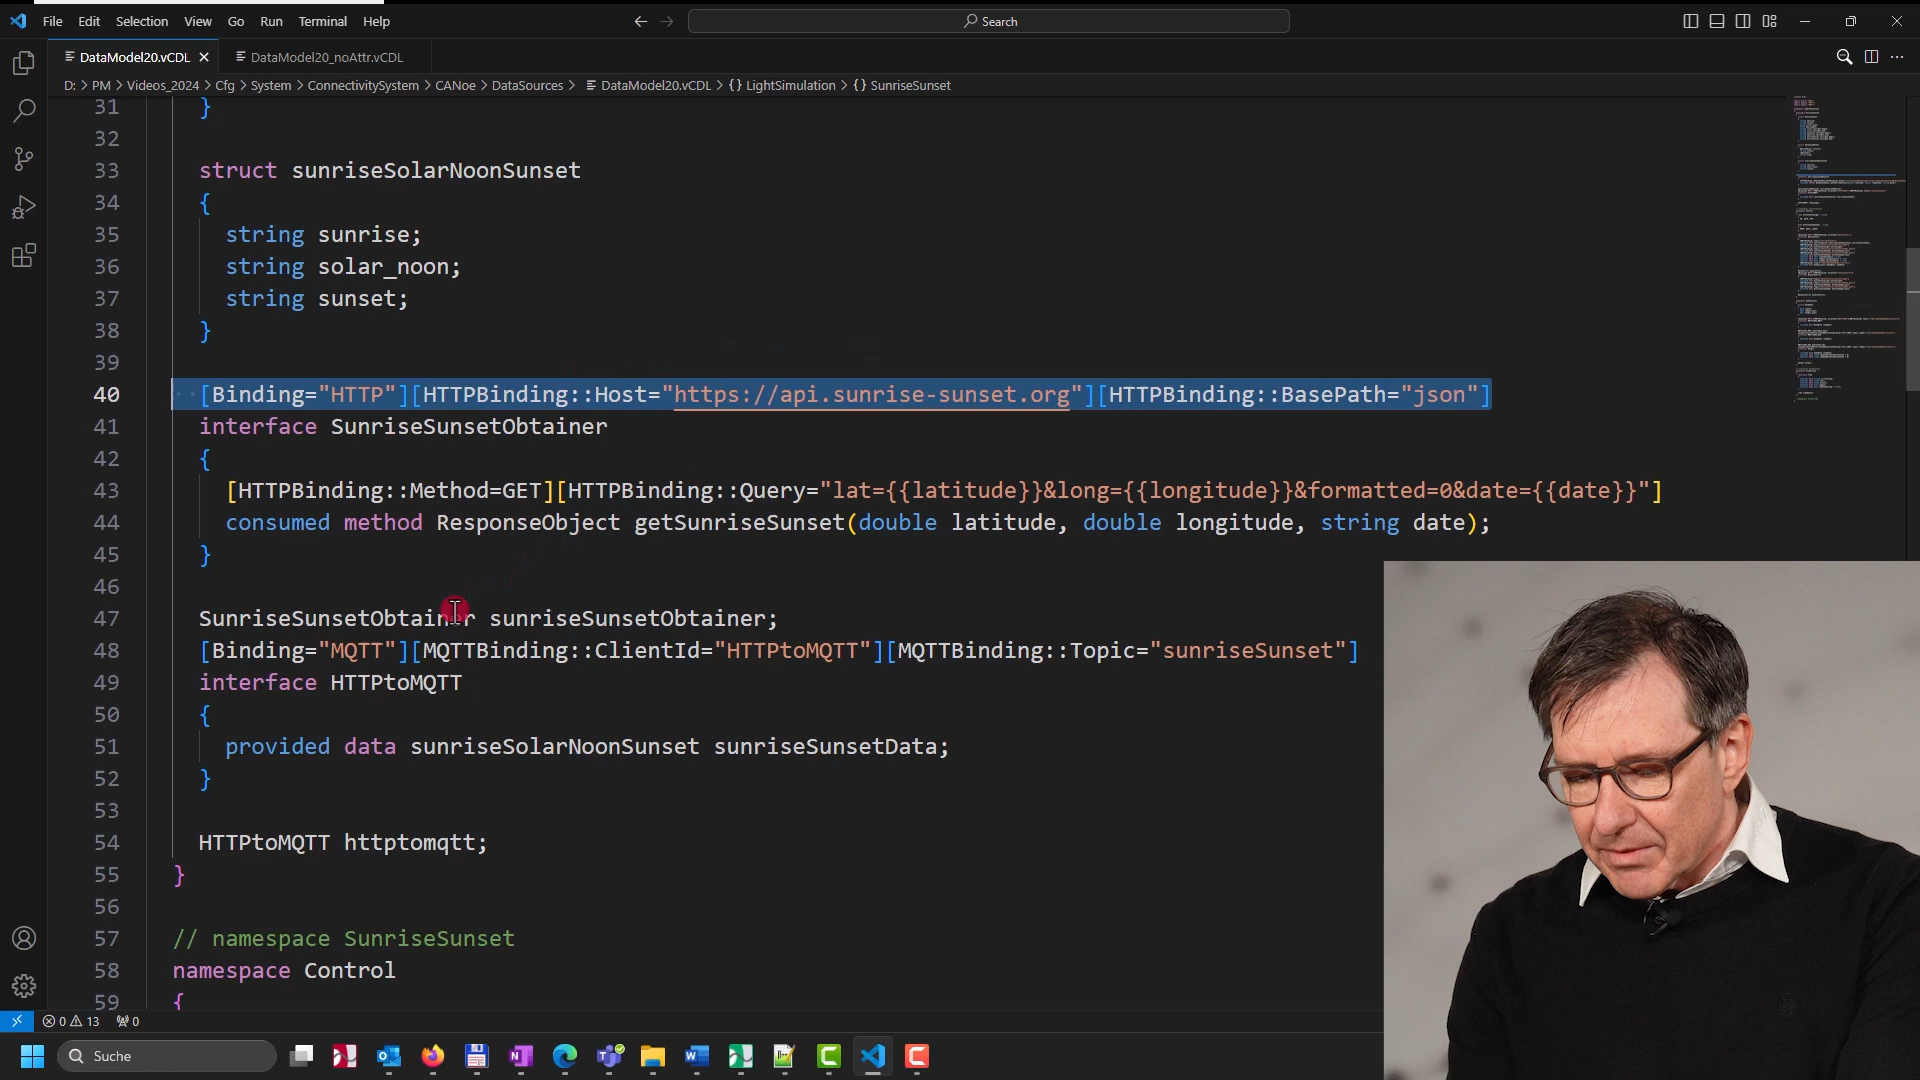 File Edit Selection View Go Run Terminal Help Search
DataModel20.vCDL DataModel20_noAttr.vCDL
D: > PM > Videos_2024 > Cfg > System > ConnectivitySystem > CANoe > DataSources > DataModel20.vCDL > {} LightSimulation > {} SunriseSunset
31 }
32
33 struct sunriseSolarNoonSunset
34 {
35 string sunrise;
36 string solar_noon;
37 string sunset;
38 }
39
40 [Binding="HTTP"][HTTPBinding::Host="https://api.sunrise-sunset.org"][HTTPBinding::BasePath="json"]
41 interface SunriseSunsetObtainer
42 {
43 [HTTPBinding::Method=GET][HTTPBinding::Query="lat={{latitude}}&long={{longitude}}&formatted=0&date={{date}}"]
44 consumed method ResponseObject getSunriseSunset(double latitude, double longitude, string date);
45 }
46
47 SunriseSunsetObtainer sunriseSunsetObtainer;
48 [Binding="MQTT"][MQTTBinding::ClientId="HTTPtoMQTT"][MQTTBinding::Topic="sunriseSunset"]
49 interface HTTPtoMQTT
50 {
51 provided data sunriseSolarNoonSunset sunriseSunsetData;
52 }
53
54 HTTPtoMQTT httptomqtt;
55 }
56
57 // namespace SunriseSunset
58 namespace Control
59 {
0 13 0
Suche